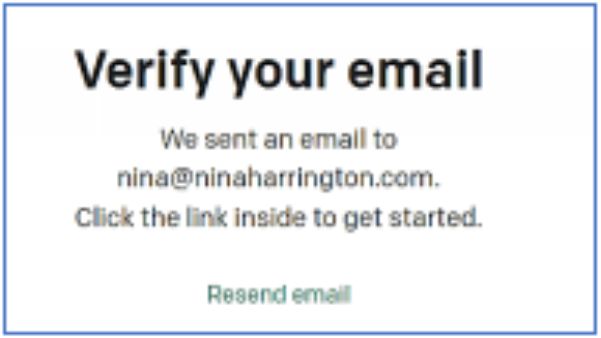 Verify your email
We sent an email to
nina@ninaharrington.com.
Click the link inside to get started.
Resend email